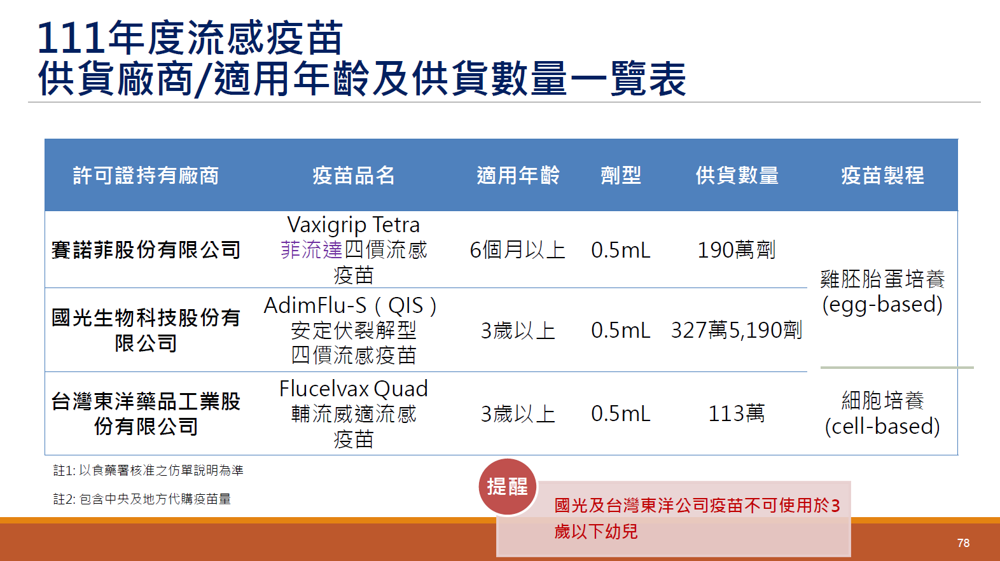 111年度流感疫苗
供貨廠商/適用年齡及供貨數量一覽表
許可證持有廠商 疫苗品名 適用年齡 劑型 供貨數量 疫苗製程
賽諾菲股份有限公司
Vaxigrip Tetra
菲流達四價流感
疫苗
6個月以上
0.5mL
190萬劑
雞胚胎蛋培養
(egg-based)
國光生物科技股份有
限公司
AdimFlu-S（QIS）
安定伏裂解型
四價流感疫苗
3歲以上
0.5mL
327萬5,190劑
台灣東洋藥品工業股
份有限公司
Flucelvax Quad
輔流威適流感
疫苗
3歲以上
0.5mL
113萬
細胞培養
(cell-based)
註1: 以食藥署核准之仿單說明為準
註2: 包含中央及地方代購疫苗量
提醒
國光及台灣東洋公司疫苗不可使用於3
歲以下幼兒
78